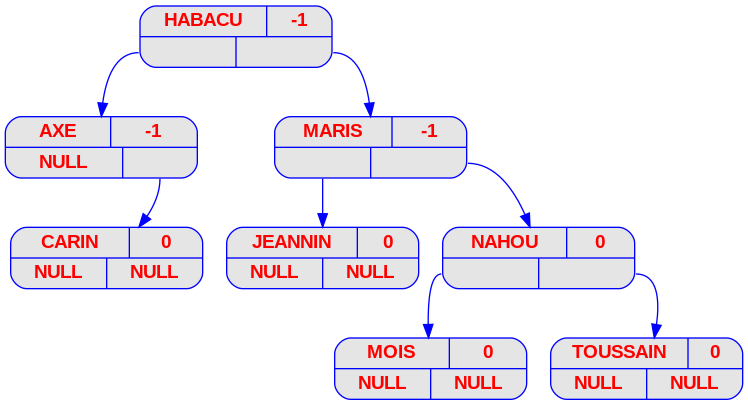 HABACU -1
AXE -1
NULL
MARIS -1
CARIN 0
NULL NULL
JEANNIN 0
NULL NULL
NAHOU 0
MOIS 0
NULL NULL
TOUSSAIN 0
NULL NULL